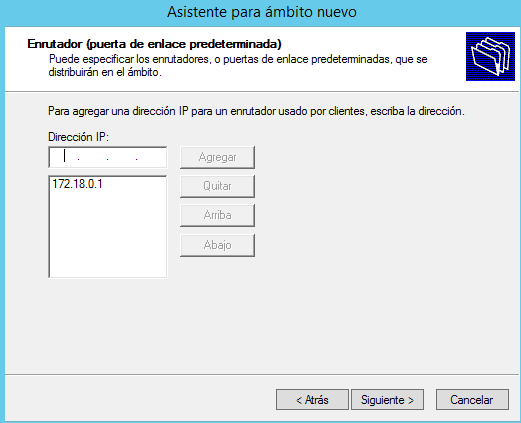 Asistente para ámbito nuevo
Enrutador (puerta de enlace predeterminada)
Puede especificar los enrutadores, o puertas de enlace predeterminadas, que se
distribuirán en el ámbito.
Para agregar una dirección IP para un enrutador usado por clientes, escriba la dirección.
Dirección IP:
. . .
Agregar
172.18.0.1
Quitar
Arriba
Abajo
< Atrás
Siguiente >
Cancelar